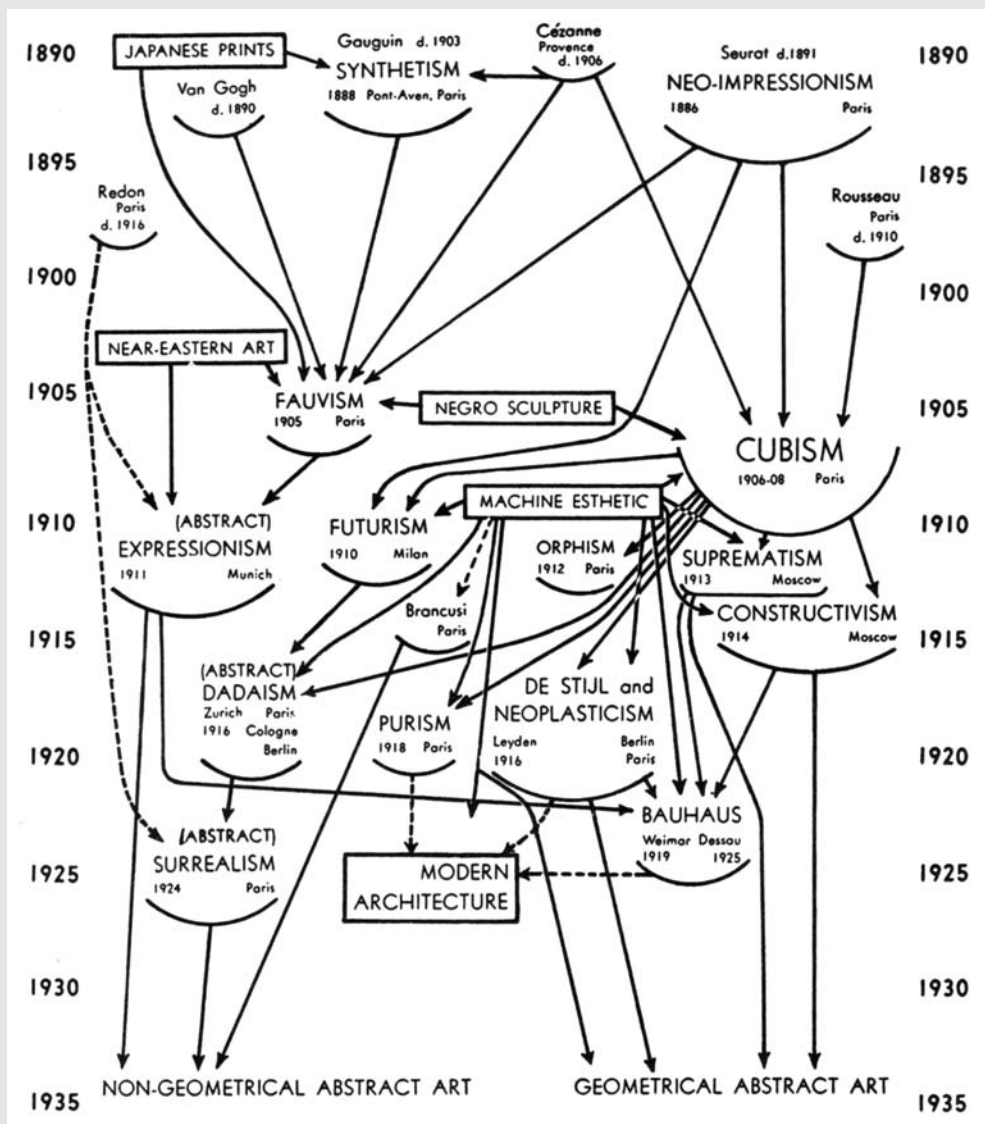 1890
JAPANESE PRINTS
Gauguin d. 1903
SYNTHETISM
1888 Pont-Aven, Paris
Cézanne
Provence
d. 1906
Seurat d.1891
NEO-IMPRESSIONISM
1886 Paris
1890
Van Gogh
d. 1890
1895
1895
Redon
Paris
d. 1916
Rousseau
Paris
d. 1910
1900
1900
NEAR-EASTERN ART
1905
FAUVISM
1905 Paris
NEGRO SCULPTURE
1905
CUBISM
1906-08 Paris
MACHINE ESTHETIC
1910
(ABSTRACT)
EXPRESSIONISM
1911 Munich
FUTURISM
1910 Milan
ORPHISM
1912 Paris
SUPREMATISM
1913 Moscow
1910
Brancusi
Paris
CONSTRUCTIVISM
1914 Moscow
1915
1915
(ABSTRACT)
DADAISM
Zurich Paris
1916 Cologne
Berlin
PURISM
1918 Paris
DE STIJL and
NEOPLASTICISM
Leyden Berlin
1916 Paris
1920
1920
BAUHAUS
Weimar Dessau
1919 1925
(ABSTRACT)
SURREALISM
1924 Paris
1925
MODERN
ARCHITECTURE
1925
1930
1930
NON-GEOMETRICAL ABSTRACT ART
GEOMETRICAL ABSTRACT ART
1935
1935